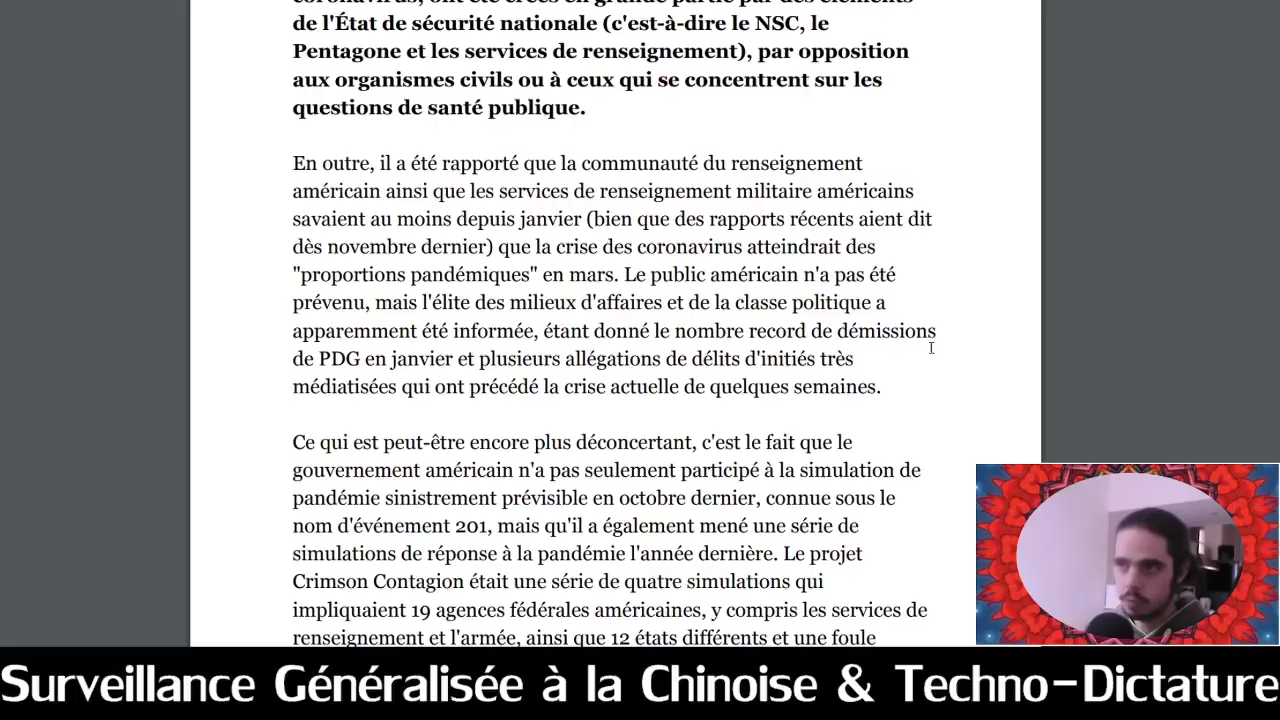 coronavirus, ont été créés en grande partie par des éléments
de l'État de sécurité nationale (c'est-à-dire le NSC, le
Pentagone et les services de renseignement), par opposition
aux organismes civils ou à ceux qui se concentrent sur les
questions de santé publique.
En outre, il a été rapporté que la communauté du renseignement
américain ainsi que les services de renseignement militaire américains
savaient au moins depuis janvier (bien que des rapports récents aient dit
dès novembre dernier) que la crise des coronavirus atteindrait des
"proportions pandémiques" en mars. Le public américain n'a pas été
prévenu, mais l'élite des milieux d'affaires et de la classe politique a
apparemment été informée, étant donné le nombre record de démissions
de PDG en janvier et plusieurs allégations de délits d'initiés très
médiatisées qui ont précédé la crise actuelle de quelques semaines.
Ce qui est peut-être encore plus déconcertant, c'est le fait que le
gouvernement américain n'a pas seulement participé à la simulation de
pandémie sinistrement prévisible en octobre dernier, connue sous le
nom d'événement 201, mais qu'il a également mené une série de
simulations de réponse à la pandémie l'année dernière. Le projet
Crimson Contagion était une série de quatre simulations qui
impliquaient 19 agences fédérales américaines, y compris les services de
renseignement et l'armée, ainsi que 12 états différents et une foule
Surveillance Généralisée à la Chinoise & Techno-Dictature